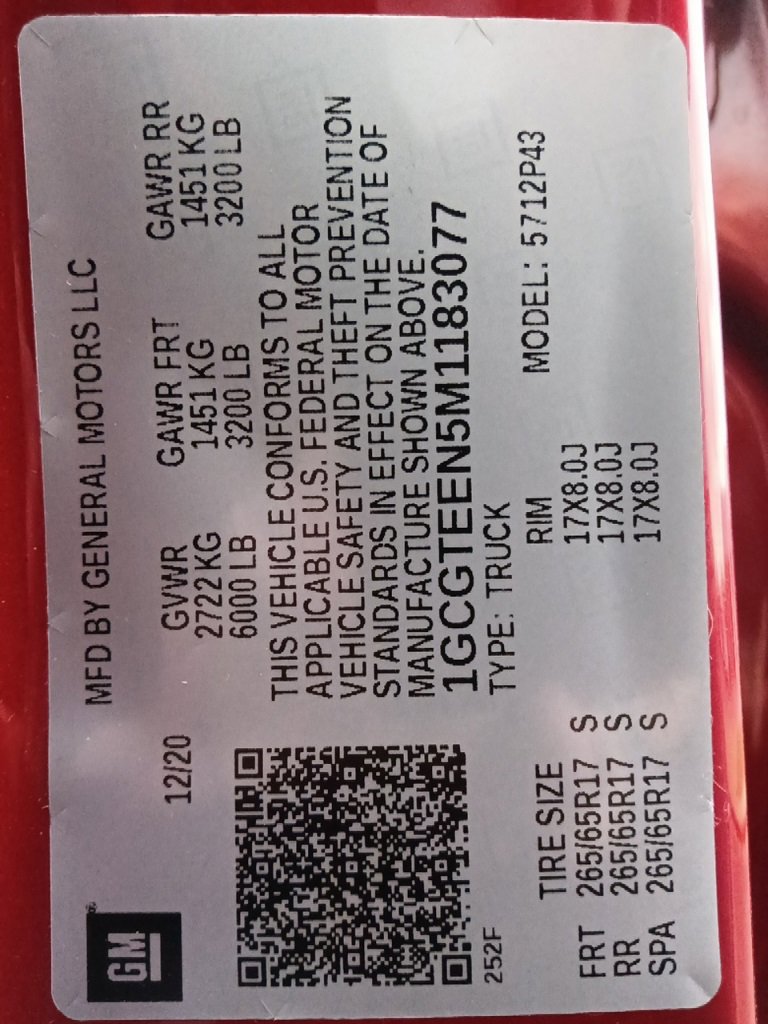 GM
12/20
MFD BY GENERAL MOTORS LLC
GVWR GAWR FRT GAWR RR
2722 KG 1451 KG 1451 KG
6000 LB 3200 LB 3200 LB
THIS VEHICLE CONFORMS TO ALL
APPLICABLE U.S. FEDERAL MOTOR
VEHICLE SAFETY AND THEFT PREVENTION
STANDARDS IN EFFECT ON THE DATE OF
MANUFACTURE SHOWN ABOVE.
1GCGTEEN5M1183077
252F
TYPE: TRUCK MODEL: 5712P43
TIRE SIZE RIM
FRT 265/65R17 S 17X8.0J
RR 265/65R17 S 17X8.0J
SPA 265/65R17 S 17X8.0J